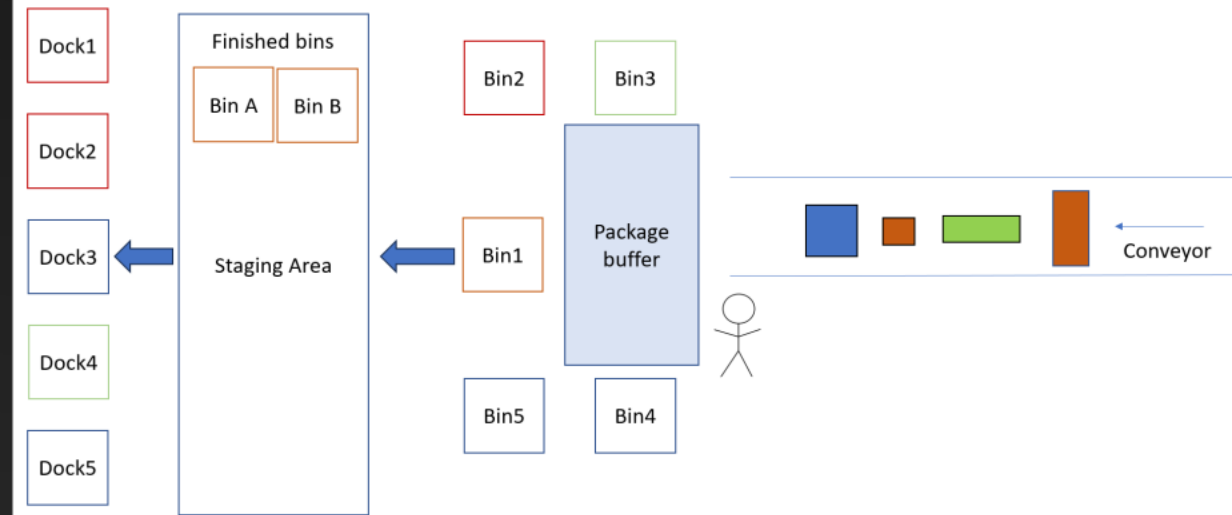 Dock1
Dock2
Dock3
Dock4
Dock5
Finished bins
Bin A
Bin B
Staging Area
Bin2
Bin3
Bin1
Package
buffer
Bin5
Bin4
Conveyor